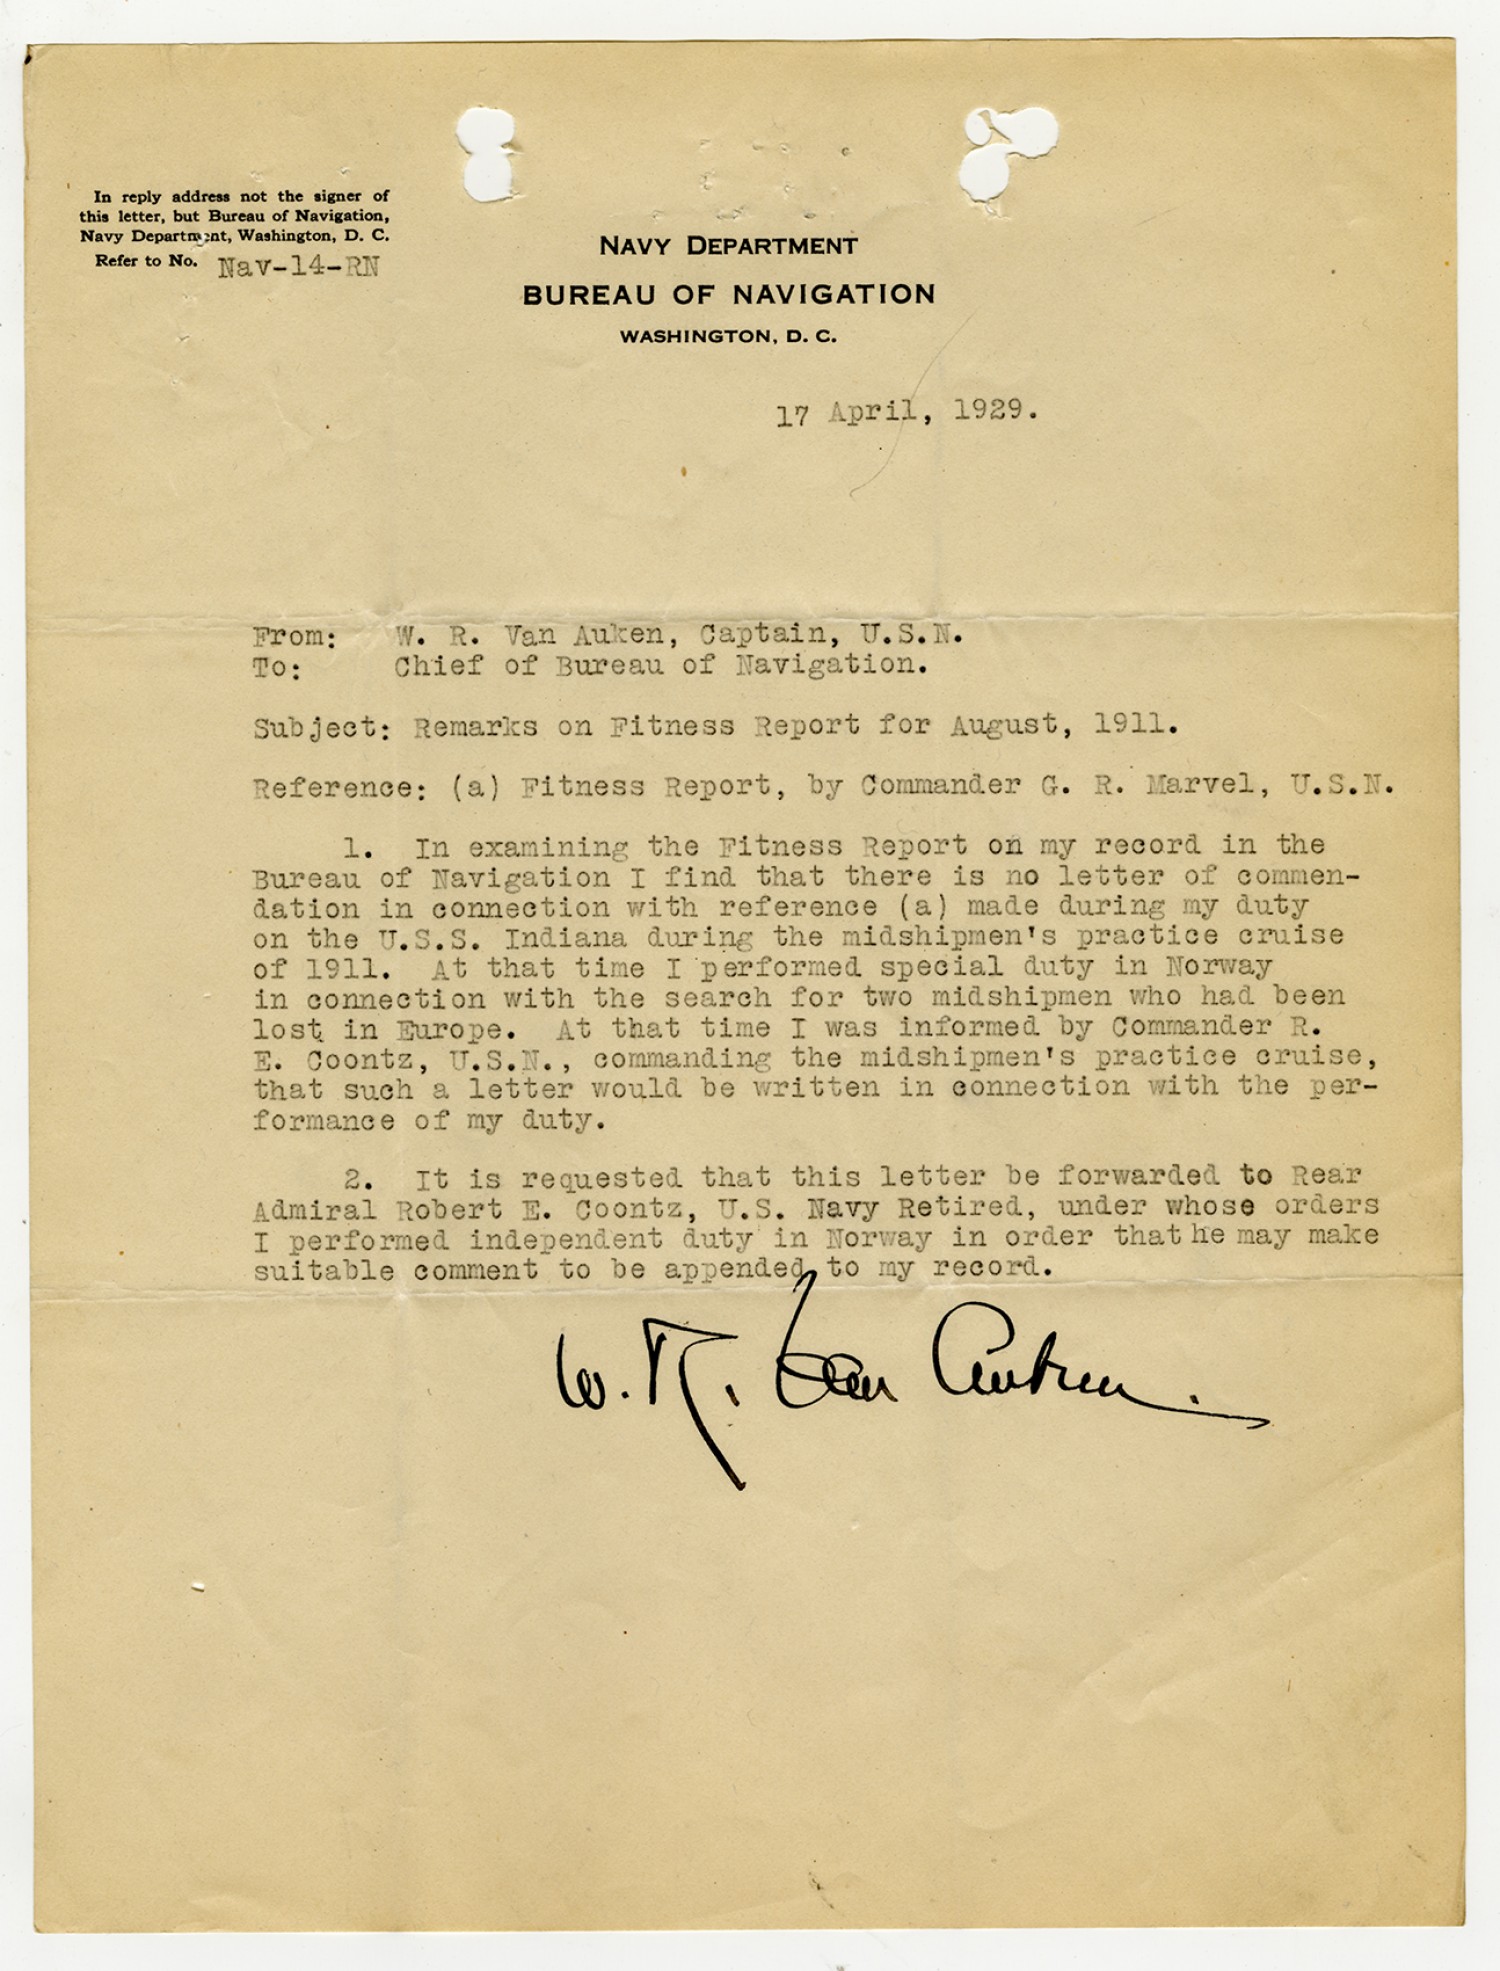 In reply address not the signer of
this letter, but Bureau of Navigation,
Navy Department, Washington, D. C.
Refer to No. Nav-14-RN
NAVY DEPARTMENT
BUREAU OF NAVIGATION
WASHINGTON, D. C.
17 April, 1929.
From: W. R. Van Auken, Captain, U.S.N.
To: Chief of Bureau of Navigation.
Subject: Remarks on Fitness Report for August, 1911.
Reference: (a) Fitness Report, by Commander G. R. Marvel, U.S.N.
1. In examining the Fitness Report on my record in the
Bureau of Navigation I find that there is no letter of commen-
dation in connection with reference (a) made during my duty
on the U.S.S. Indiana during the midshipmen's practice cruise
of 1911. At that time I performed special duty in Norway
in connection with the search for two midshipmen who had been
lost in Europe. At that time I was informed by Commander R.
E. Coontz, U.S.N., commanding the midshipmen's practice cruise,
that such a letter would be written in connection with the per-
formance of my duty.
2. It is requested that this letter be forwarded to Rear
Admiral Robert E. Coontz, U.S. Navy Retired, under whose orders
I performed independent duty in Norway in order that he may make
suitable comment to be appended to my record.
W. R. Van Auken.